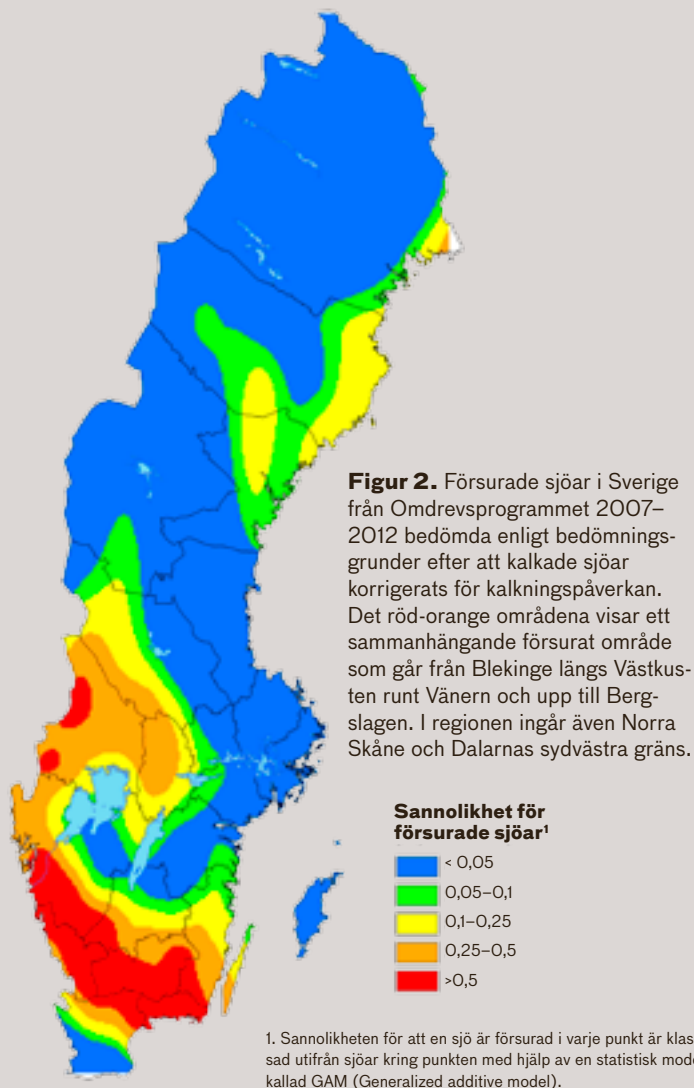 Figur 2. Försurade sjöar i Sverige
från Omdrevsprogrammet 2007–
2012 bedömda enligt bedömnings-
grunder efter att kalkade sjöar
korrigerats för kalkningspåverkan.
Det röd-orange områdena visar ett
sammanhängande försurat område
som går från Blekinge längs Västkus-
ten runt Vänern och upp till Berg-
slagen. I regionen ingår även Norra
Skåne och Dalarnas sydvästra gräns.
Sannolikhet för
försurade sjöar¹
< 0,05
0,05–0,1
0,1–0,25
0,25–0,5
>0,5
1. Sannolikheten för att en sjö är försurad i varje punkt är klas
sad utifrån sjöar kring punkten med hjälp av en statistisk mode
kallad GAM (Generalized additive model).